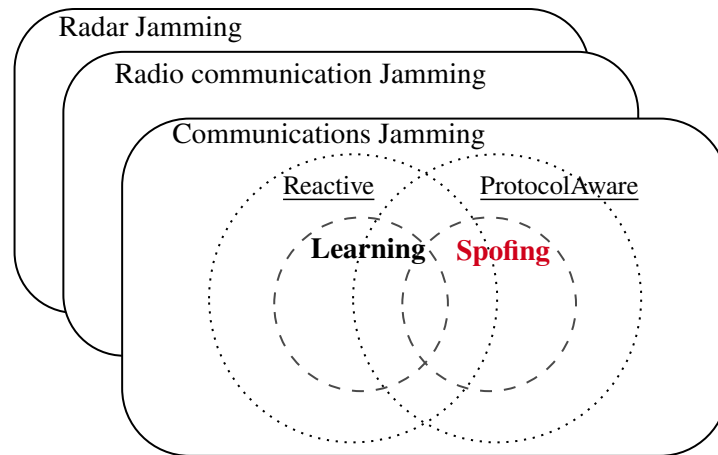 Radar Jamming
Radio communication Jamming
Communications Jamming
Reactive
ProtocolAware
Learning
Spofing